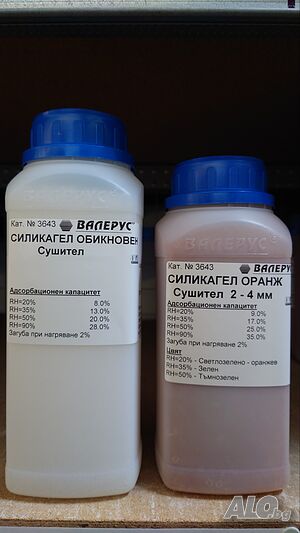 Кат. № 3643 ВАЛЕРУС
СИЛИКАГЕЛ ОБИКНОВЕН
Сушител
Адсорбационен капацитет
RH=20% 8.0%
RH=35% 13.0%
RH=50% 20.0%
RH=90% 28.0%
Загуба при нагряване 2%
Кат. № 3643 ВАЛЕРУС
СИЛИКАГЕЛ ОРАНЖ
Сушител 2 - 4 мм
Адсорбационен капацитет
RH=20% 9.0%
RH=35% 17.0%
RH=50% 25.0%
RH=90% 35.0%
Загуба при нагряване 2%
Цвят
RH=20% - Светлозелено - оранжев
RH=35% - Зелен
RH=50% - Тъмнозелен
ALO.bg